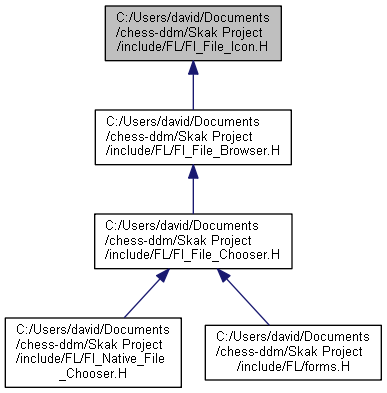 C:/Users/david/Documents
/chess-ddm/Skak Project
/include/FL/Fl_File_Icon.H
C:/Users/david/Documents
/chess-ddm/Skak Project
/include/FL/Fl_File_Browser.H
C:/Users/david/Documents
/chess-ddm/Skak Project
/include/FL/Fl_File_Chooser.H
C:/Users/david/Documents
/chess-ddm/Skak Project
/include/FL/Fl_Native_File
_Chooser.H
C:/Users/david/Documents
/chess-ddm/Skak Project
/include/FL/forms.H